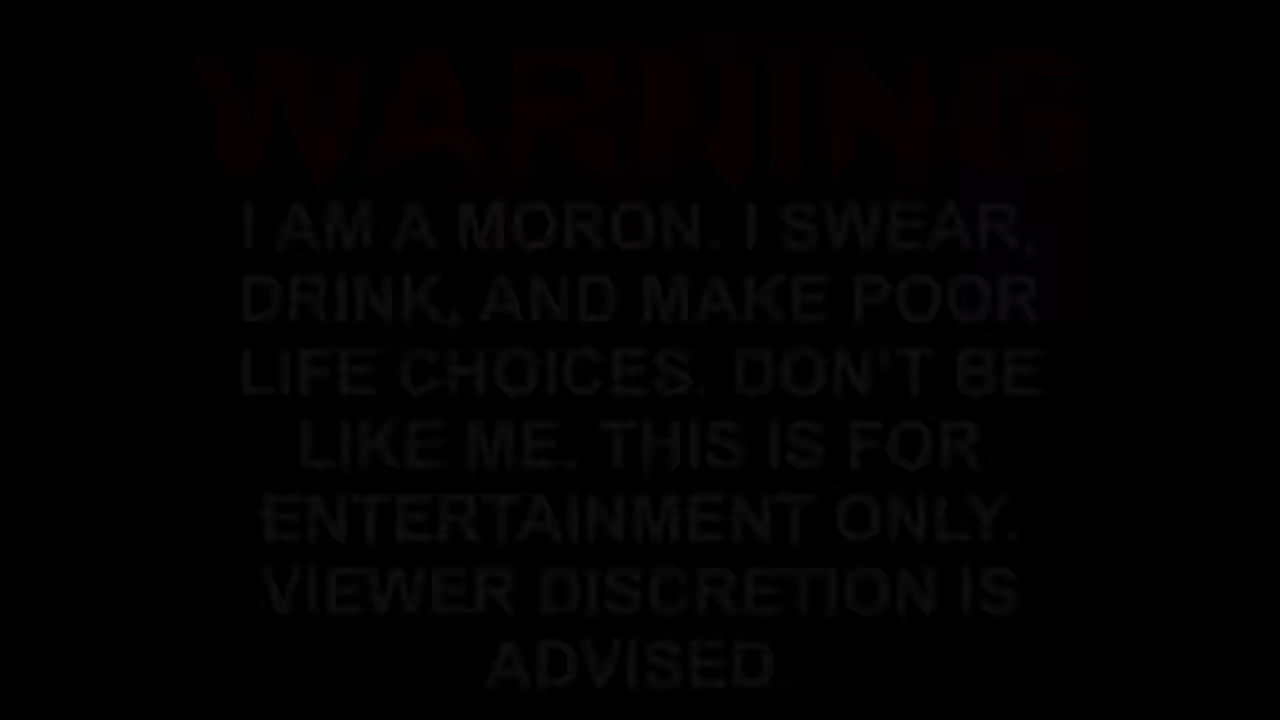 WARNING
I AM A MORON. I SWEAR,
DRINK, AND MAKE POOR
LIFE CHOICES. DON'T BE
LIKE ME. THIS IS FOR
ENTERTAINMENT ONLY.
VIEWER DISCRETION IS
ADVISED.